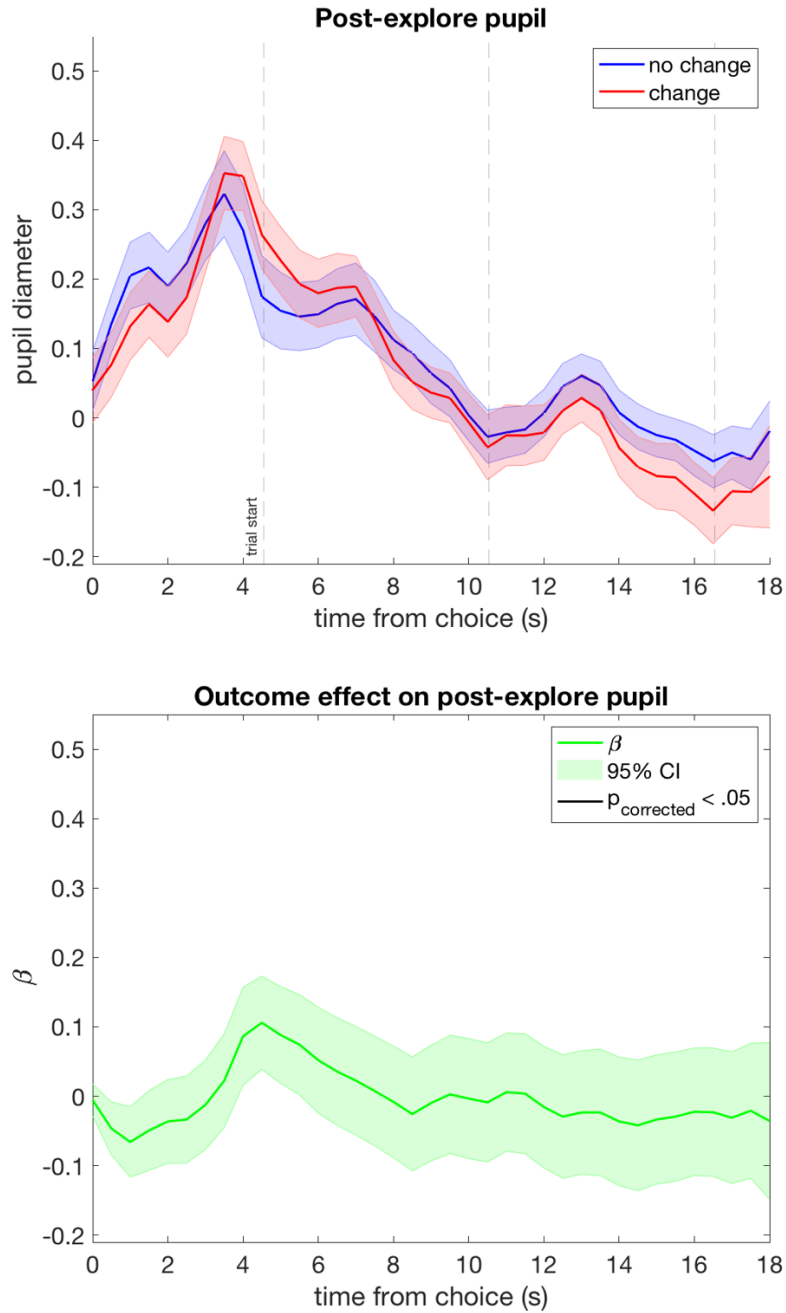 Post-explore pupil
0.5
0.4
0.3
0.2
0.1
0
-0.1
-0.2
pupil diameter
no change
change
trial start
0 2 4 6 8 10 12 14 16 18
time from choice (s)
Outcome effect on post-explore pupil
0.5
0.4
0.3
0.2
0.1
0
-0.1
-0.2
β
β
95% CI
p corrected < .05
0 2 4 6 8 10 12 14 16 18
time from choice (s)